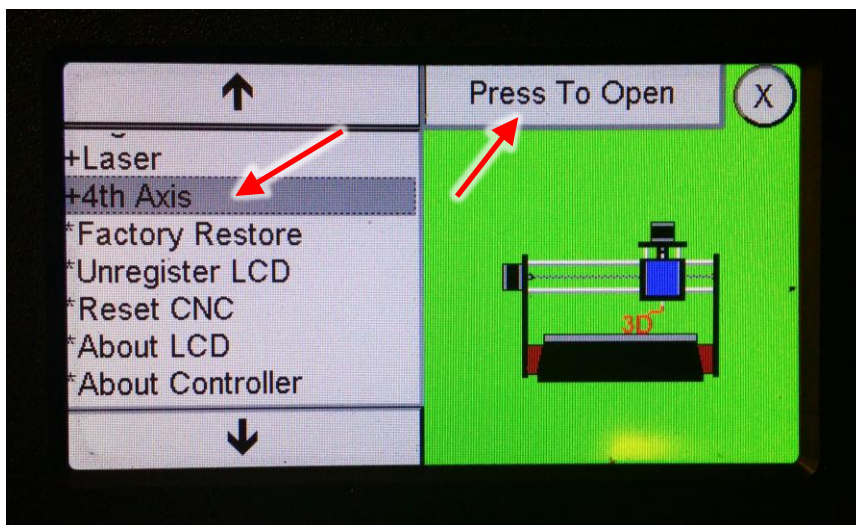 Press To Open
X
+Laser
+4th Axis
*Factory Restore
*Unregister LCD
*Reset CNC
*About LCD
*About Controller
3D